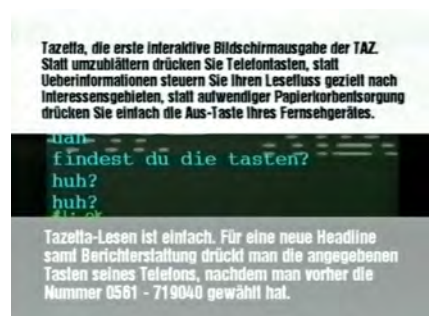 Tazetta, die erste interaktive Bildschirmausgabe der TAZ.
Statt umzublättern drücken Sie Telefontasten, statt
Ueberinformationen steuern Sie Ihren Lesefluss gezielt nach
Interessensgebieten, statt aufwendiger Papierkorbentsorgung
drücken Sie einfach die Aus-Taste Ihres Fernsehgerätes.
findest du die tasten?
huh?
huh?
Tazetta-Lesen ist einfach. Für eine neue Headline
samt Berichterstattung drückt man die angegebenen
Tasten seines Telefons, nachdem man vorher die
Nummer 0561 - 719040 gewählt hat.